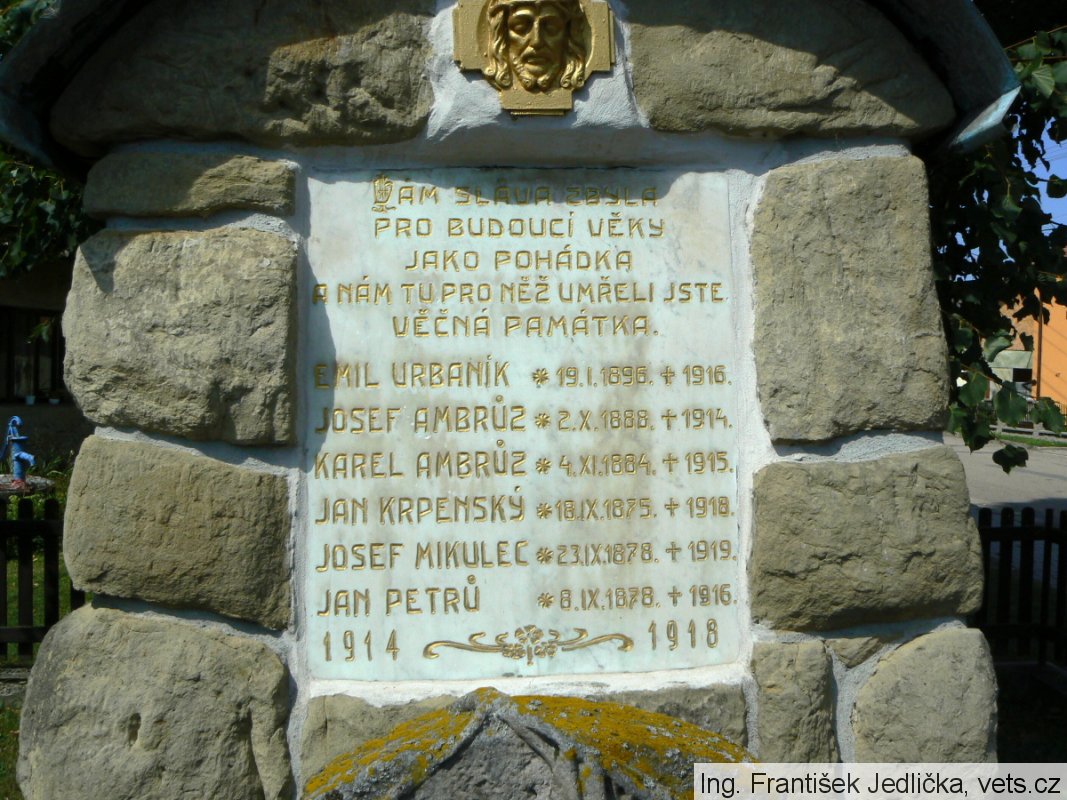 VÁM SLÁVA ZBYLA
PRO BUDOUCÍ VĚKY
JAKO POHÁDKA
A NÁM TU, PRO NĚŽ UMŘELI JSTE
VĚČNÁ PAMÁTKA.
EMIL URBANÍK * 19.I.1896. + 1916.
JOSEF AMBRŮZ * 2.X.1888. + 1914.
KAREL AMBRŮZ * 4.XI.1884. + 1915.
JAN KRPENSKÝ * 18.IX.1875. + 1918.
JOSEF MIKULEC * 23.IX.1878. + 1919.
JAN PETRŮ * 8.IX.1878. + 1916.
1914 1918
Ing. František Jedlička, vets.cz